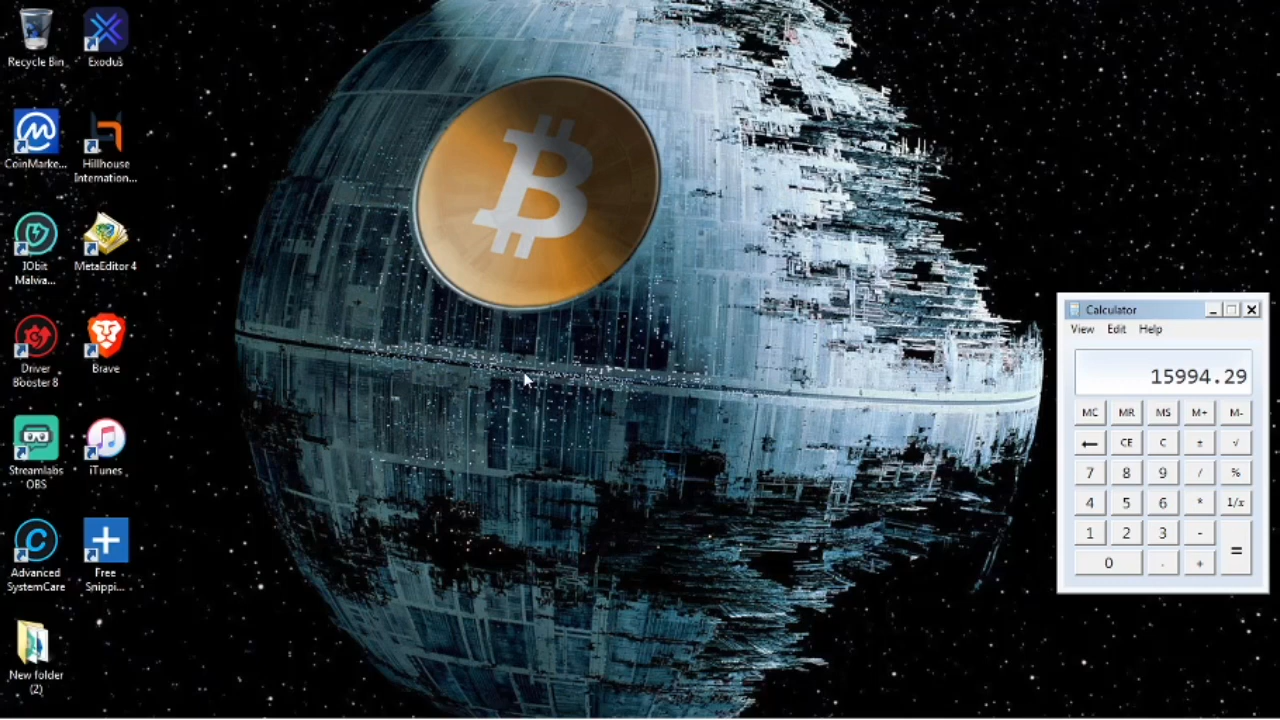 Recycle Bin
Exodus
CoinMarke...
Hillhouse
Internation...
IObit
Malwa...
MetaEditor 4
Driver
Booster 8
Brave
Streamlabs
OBS
iTunes
Advanced
SystemCare
Free
Snippi...
New folder
(2)
Calculator
View Edit Help
15994.29
MC MR MS M+ M-
← CE C ± √
7 8 9 / %
4 5 6 * 1/x
1 2 3 - =
0 . +